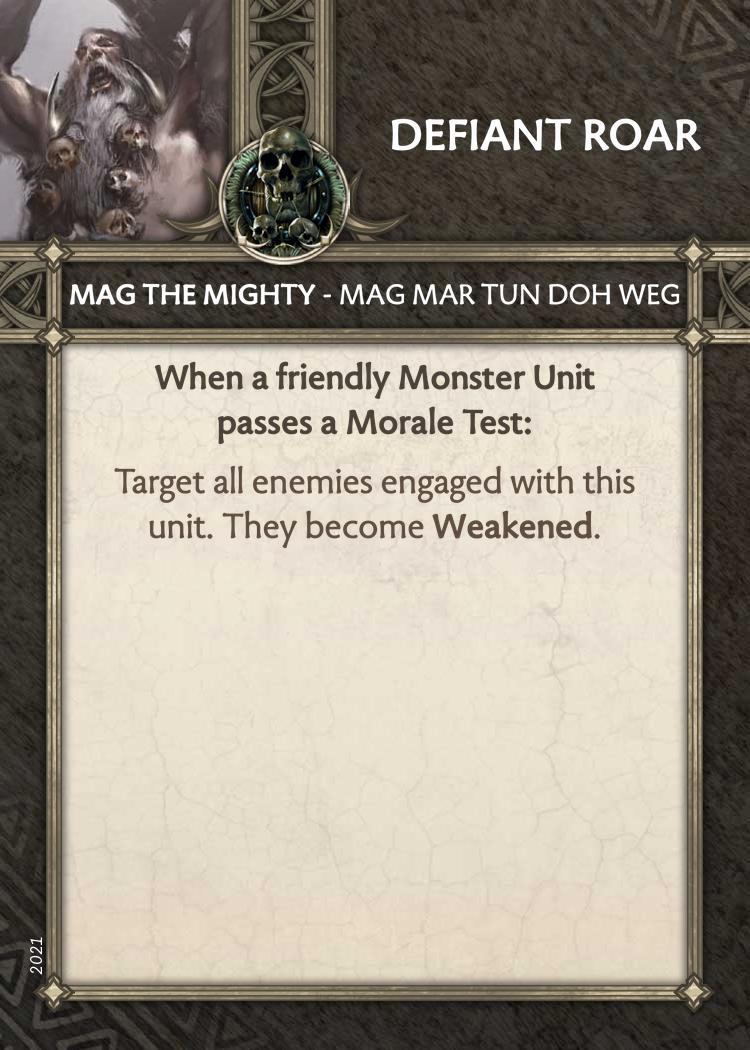 DEFIANT ROAR
MAG THE MIGHTY - MAG MAR TUN DOH WEG
When a friendly Monster Unit
passes a Morale Test:
Target all enemies engaged with this
unit. They become Weakened.
2021